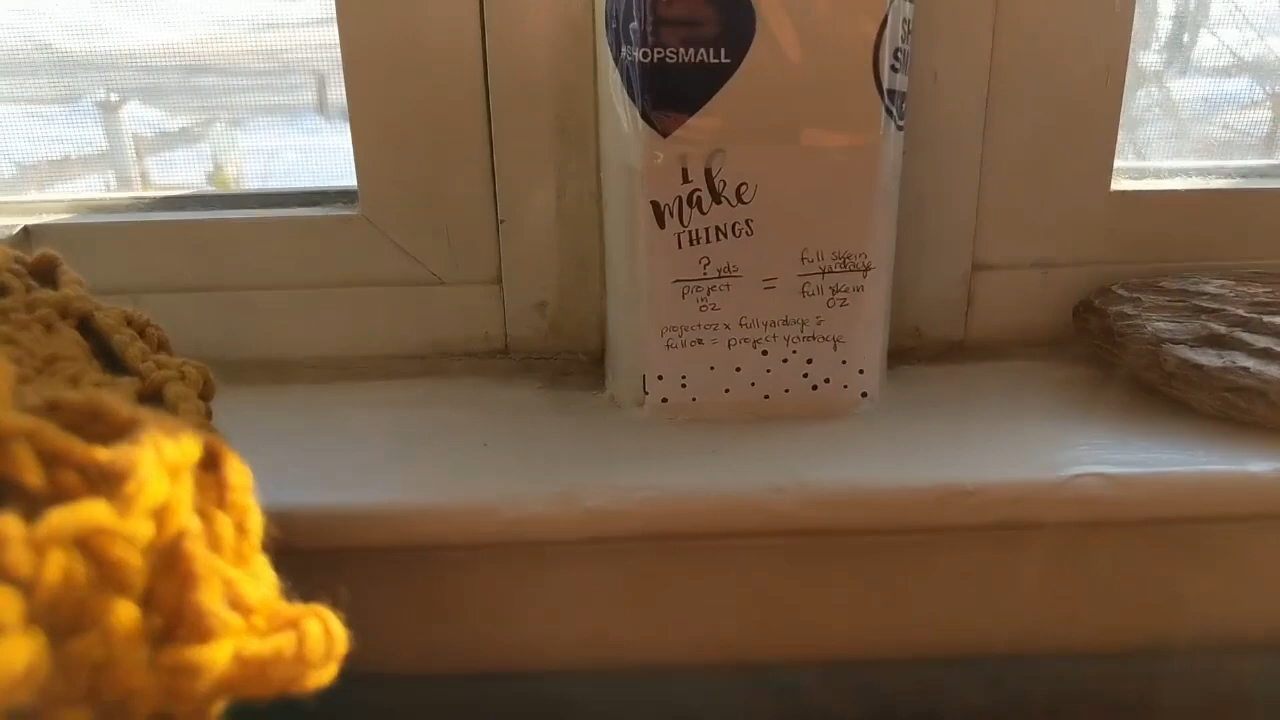 #SHOPSMALL
I
make
THINGS
? yds
project
in
oz
=
full skein
yardage
full skein
oz
project oz x full yardage ÷
full oz = project yardage